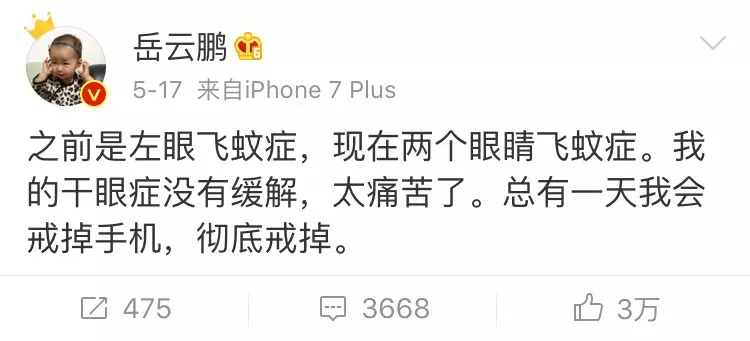 岳云鹏
6
V
5-17 来自iPhone 7 Plus
之前是左眼飞蚊症，现在两个眼睛飞蚊症。我
的干眼症没有缓解，太痛苦了。总有一天我会
戒掉手机，彻底戒掉。
475 3668 3万